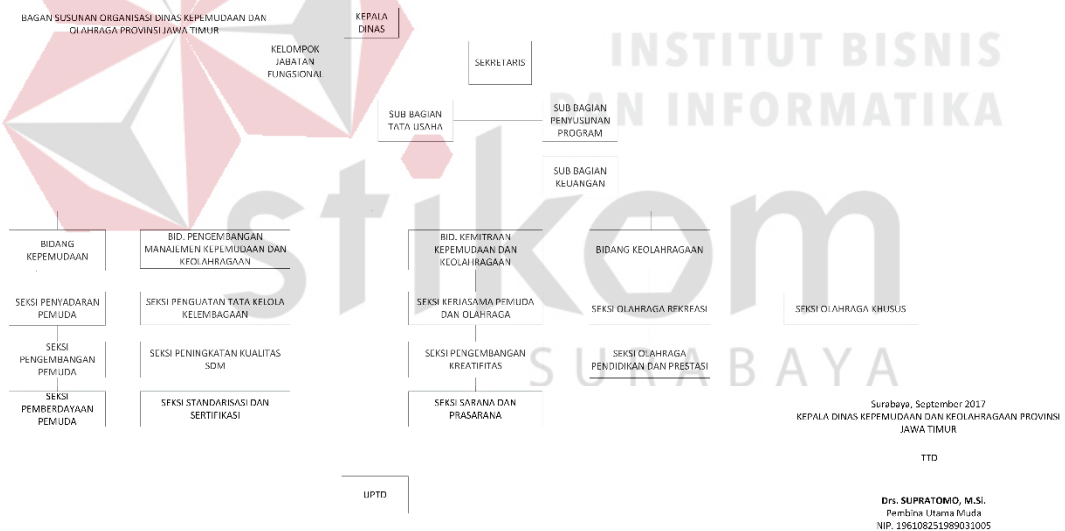 BAGAN SUSUNAN ORGANISASI DINAS KEPEMUDAAN DAN
OLAHRAGA PROVINSI JAWA TIMUR
KEPALA
DINAS
KELOMPOK
JABATAN
FUNGSIONAL
SEKRETARIS
INSTITUT BISNIS
DAN INFORMATIKA
stikom
SURABAYA
SUB BAGIAN
TATA USAHA
SUB BAGIAN
PENYUSUNAN
PROGRAM
SUB BAGIAN
KEUANGAN
BIDANG
KEPEMUDAAN
BID. PENGEMBANGAN
MANAJEMEN KEPEMUDAAN DAN
KEOLAHRAGAAN
BID. KEMITRAAN
KEPEMUDAAN DAN
KEOLAHRAGAAN
BIDANG KEOLAHRAGAAN
SEKSI PENYADARAN
PEMUDA
SEKSI PENGUATAN TATA KELOLA
KELEMBAGAAN
SEKSI KERJASAMA PEMUDA
DAN OLAHRAGA
SEKSI OLAHRAGA REKREASI
SEKSI OLAHRAGA KHUSUS
SEKSI
PENGEMBANGAN
PEMUDA
SEKSI PENINGKATAN KUALITAS
SDM
SEKSI PENGEMBANGAN
KREATIFITAS
SEKSI OLAHRAGA
PENDIDIKAN DAN PRESTASI
SEKSI
PEMBERDAYAAN
PEMUDA
SEKSI STANDARISASI DAN
SERTIFIKASI
SEKSI SARANA DAN
PRASARANA
UPTD
Surabaya, September 2017
KEPALA DINAS KEPEMUDAAN DAN KEOLAHRAGAAN PROVINSI
JAWA TIMUR
TTD
Drs. SUPRATOMO, M.Si.
Pembina Utama Muda
NIP. 196108251989031005